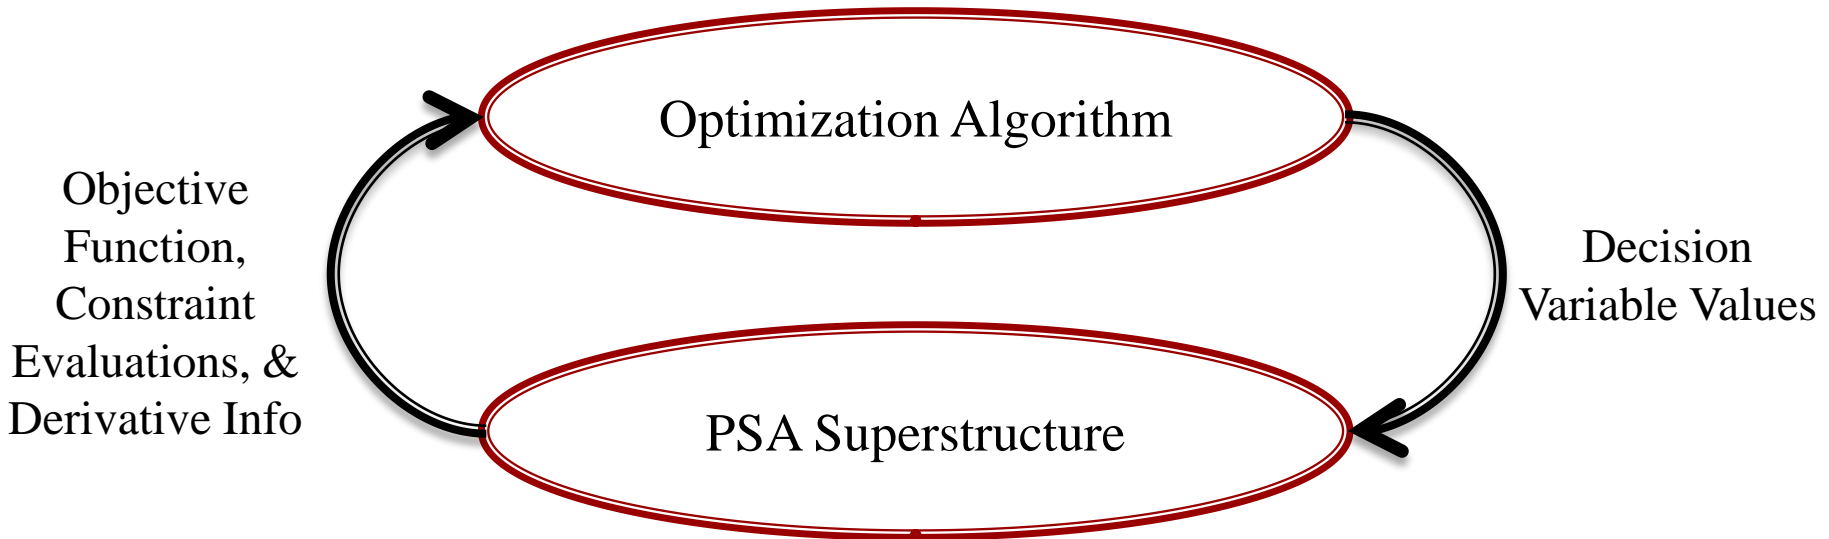 Optimization Algorithm
Objective
Function,
Constraint
Evaluations, &
Derivative Info
Decision
Variable Values
PSA Superstructure